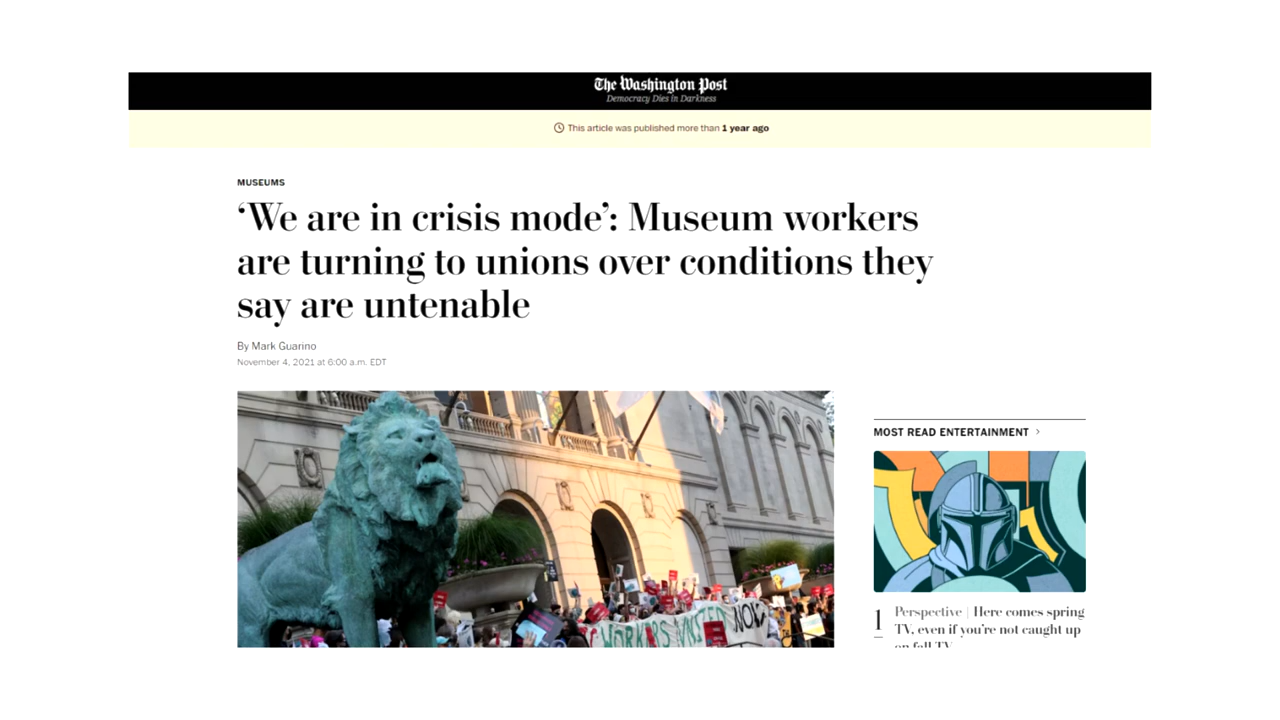 The Washington Post
Democracy Dies in Darkness
This article was published more than 1 year ago
MUSEUMS
‘We are in crisis mode’: Museum workers
are turning to unions over conditions they
say are untenable
By Mark Guarino
November 4, 2021 at 6:00 a.m. EDT
WORKERS UNITED NOW
MOST READ ENTERTAINMENT
1
Perspective | Here comes spring
TV, even if you're not caught up
on fall TV